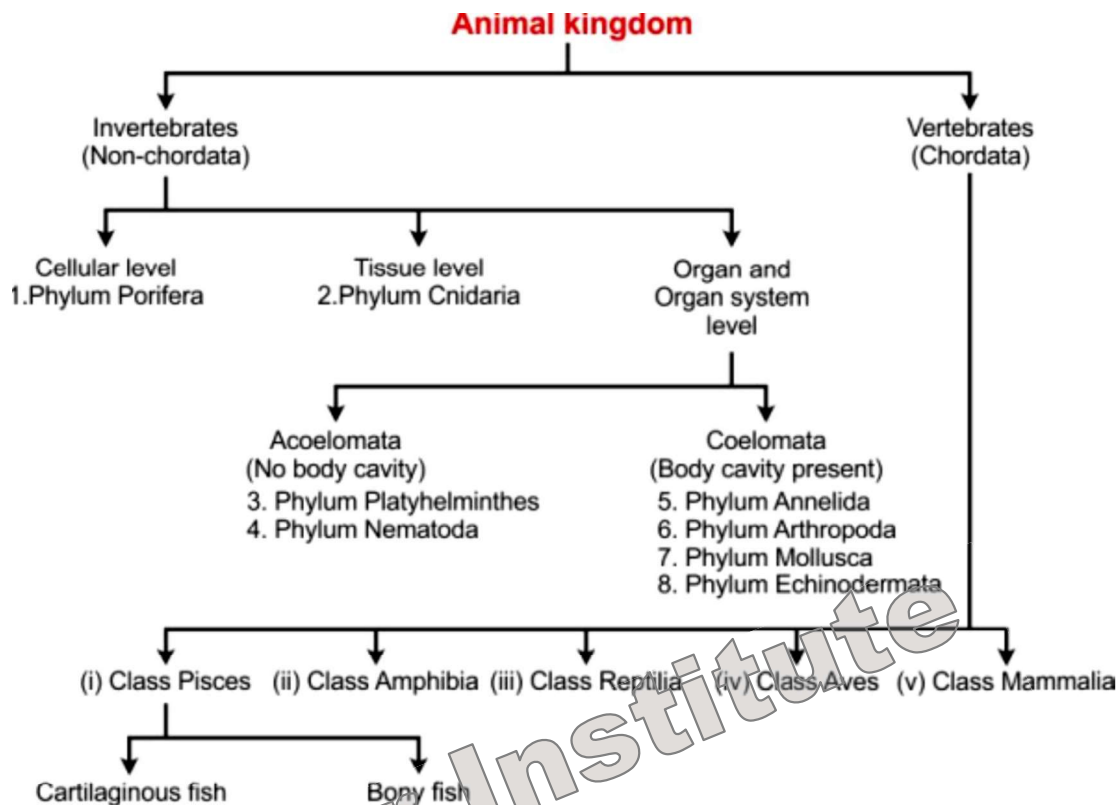 Animal kingdom
Invertebrates
(Non-chordata)
Vertebrates
(Chordata)
Cellular level
1.Phylum Porifera
Tissue level
2.Phylum Cnidaria
Organ and
Organ system
level
Acoelomata
(No body cavity)
3. Phylum Platyhelminthes
4. Phylum Nematoda
Coelomata
(Body cavity present)
5. Phylum Annelida
6. Phylum Arthropoda
7. Phylum Mollusca
8. Phylum Echinodermata
(i) Class Pisces
(ii) Class Amphibia
(iii) Class Reptilia
(iv) Class Aves
(v) Class Mammalia
Cartilaginous fish
Bony fish
Institute